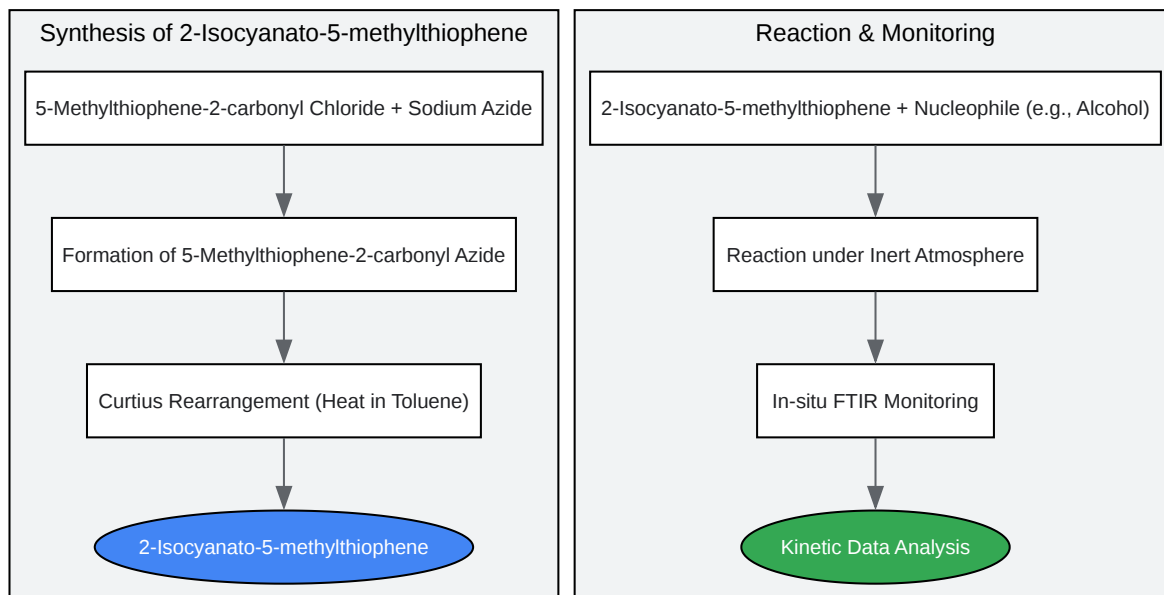 Synthesis of 2-Isocyanato-5-methylthiophene
5-Methylthiophene-2-carbonyl Chloride + Sodium Azide
Formation of 5-Methylthiophene-2-carbonyl Azide
Curtius Rearrangement (Heat in Toluene)
2-Isocyanato-5-methylthiophene
Reaction & Monitoring
2-Isocyanato-5-methylthiophene + Nucleophile (e.g., Alcohol)
Reaction under Inert Atmosphere
In-situ FTIR Monitoring
Kinetic Data Analysis